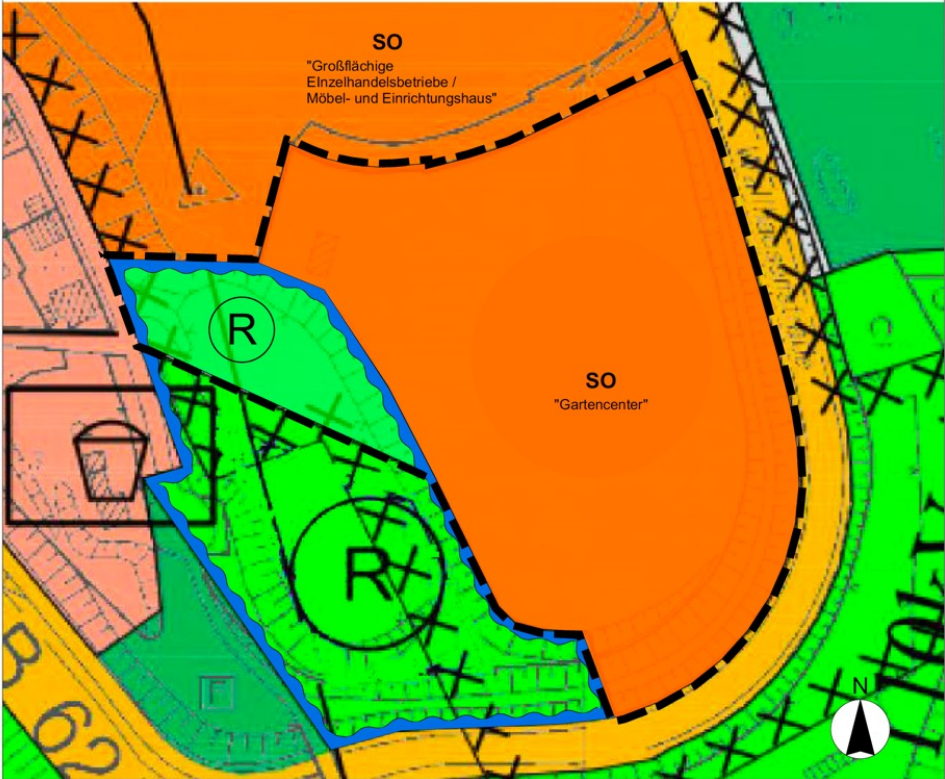 SO
"Großflächige
EInzelhandelsbetriebe /
Möbel- und Einrichtungshaus"
R
SO
"Gartencenter"
R
B 62
N